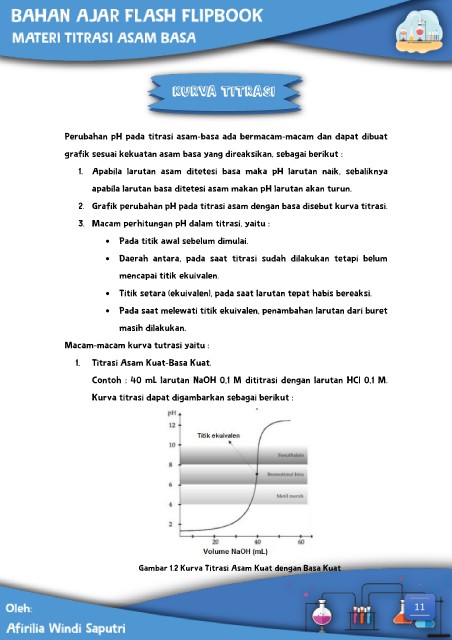 BAHAN AJAR FLASH FLIPBOOK
MATERI TITRASI ASAM BASA
KURVA TITRASI
Perubahan pH pada titrasi asam-basa ada bermacam-macam dan dapat dibuat
grafik sesuai kekuatan asam basa yang direaksikan, sebagai berikut :
1. Apabila larutan asam ditetesi basa maka pH larutan naik, sebaliknya
apabila larutan basa ditetesi asam makan pH larutan akan turun.
2. Grafik perubahan pH pada titrasi asam dengan basa disebut kurva titrasi.
3. Macam perhitungan pH dalam titrasi, yaitu :
• Pada titik awal sebelum dimulai.
• Daerah antara, pada saat titrasi sudah dilakukan tetapi belum
mencapai titik ekuivalen.
• Titik setara (ekuivalen), pada saat larutan tepat habis bereaksi.
• Pada saat melewati titik ekuivalen, penambahan larutan dari buret
masih dilakukan.
Macam-macam kurva tutrasi yaitu :
1. Titrasi Asam Kuat-Basa Kuat.
Contoh : 40 mL larutan NaOH 0,1 M dititrasi dengan larutan HCl 0,1 M.
Kurva titrasi dapat digambarkan sebagai berikut :
pH
12
Titik ekuivalen
10
8
6
Metil merah
4
2
20 40 60
Volume NaOH (mL)
Gambar 1.2 Kurva Titrasi Asam Kuat dengan Basa Kuat
Oleh:
11
Afirilia Windi Saputri